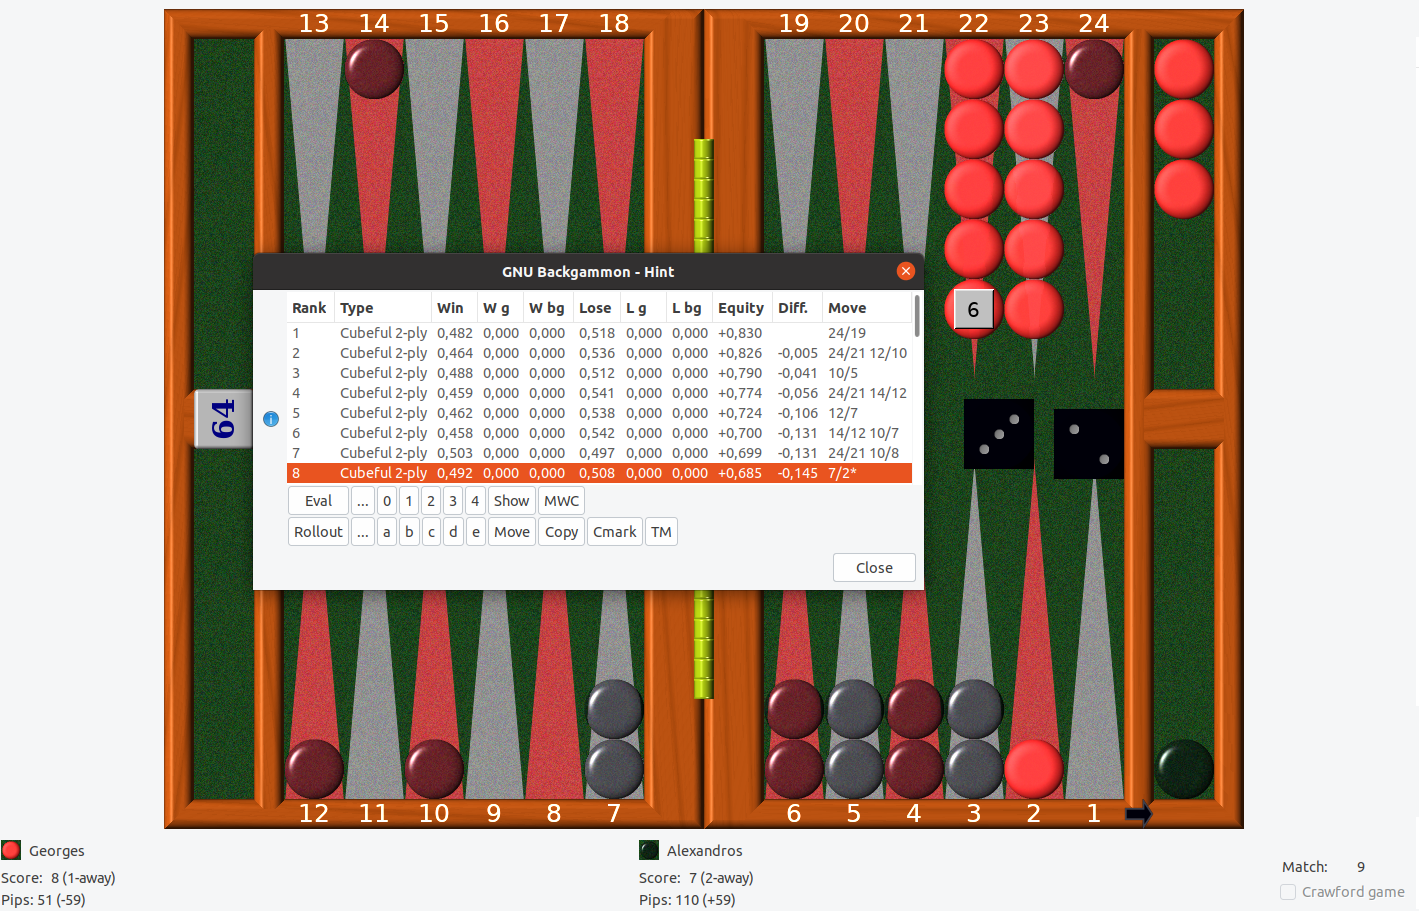 13 14 15 16 17 18 19 20 21 22 23 24
GNU Backgammon - Hint
Rank Type Win W g W bg Lose L g L bg Equity Diff. Move
1 Cubeful 2-ply 0,482 0,000 0,000 0,518 0,000 0,000 +0,830 24/19
2 Cubeful 2-ply 0,464 0,000 0,000 0,536 0,000 0,000 +0,826 -0,005 24/21 12/10
3 Cubeful 2-ply 0,488 0,000 0,000 0,512 0,000 0,000 +0,790 -0,041 10/5
4 Cubeful 2-ply 0,459 0,000 0,000 0,541 0,000 0,000 +0,774 -0,056 24/21 14/12
5 Cubeful 2-ply 0,462 0,000 0,000 0,538 0,000 0,000 +0,724 -0,106 12/7
6 Cubeful 2-ply 0,458 0,000 0,000 0,542 0,000 0,000 +0,700 -0,131 14/12 10/7
7 Cubeful 2-ply 0,503 0,000 0,000 0,497 0,000 0,000 +0,699 -0,131 24/21 10/8
8 Cubeful 2-ply 0,492 0,000 0,000 0,508 0,000 0,000 +0,685 -0,145 7/2*
Eval ... 0 1 2 3 4 Show MWC
Rollout ... a b c d e Move Copy Cmark TM
Close
6
64
12 11 10 9 8 7 6 5 4 3 2 1
Georges
Score: 8 (1-away)
Pips: 51 (-59)
Alexandros
Score: 7 (2-away)
Pips: 110 (+59)
Match: 9
Crawford game